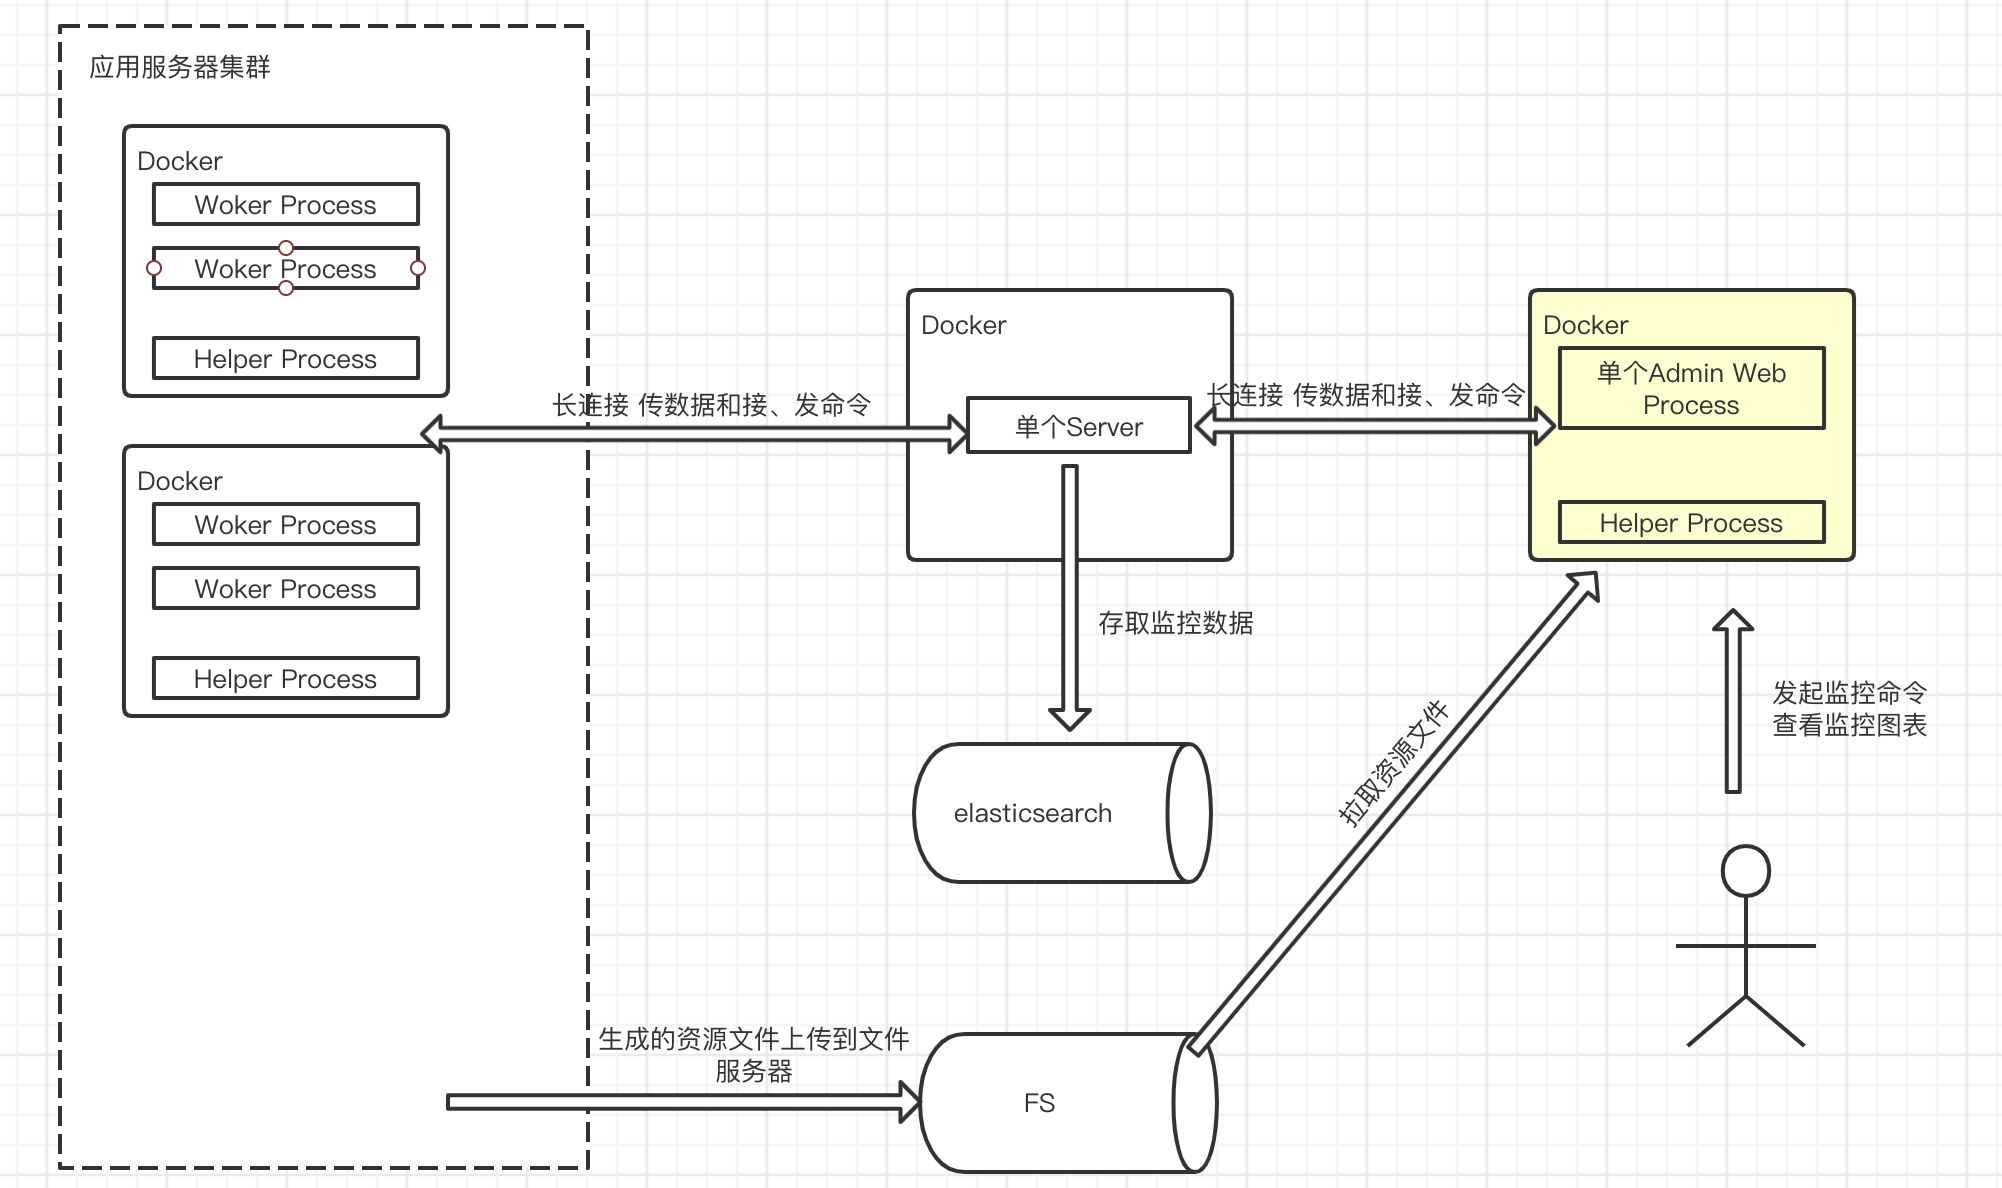 应用服务器集群
Docker
Woker Process
Woker Process
Helper Process
Docker
Woker Process
Woker Process
Helper Process
长连接 传数据和接、发命令
Docker
单个Server
长连接 传数据和接、发命令
Docker
单个Admin Web
Process
Helper Process
存取监控数据
elasticsearch
拉取资源文件
发起监控命令
查看监控图表
生成的资源文件上传到文件
服务器
FS